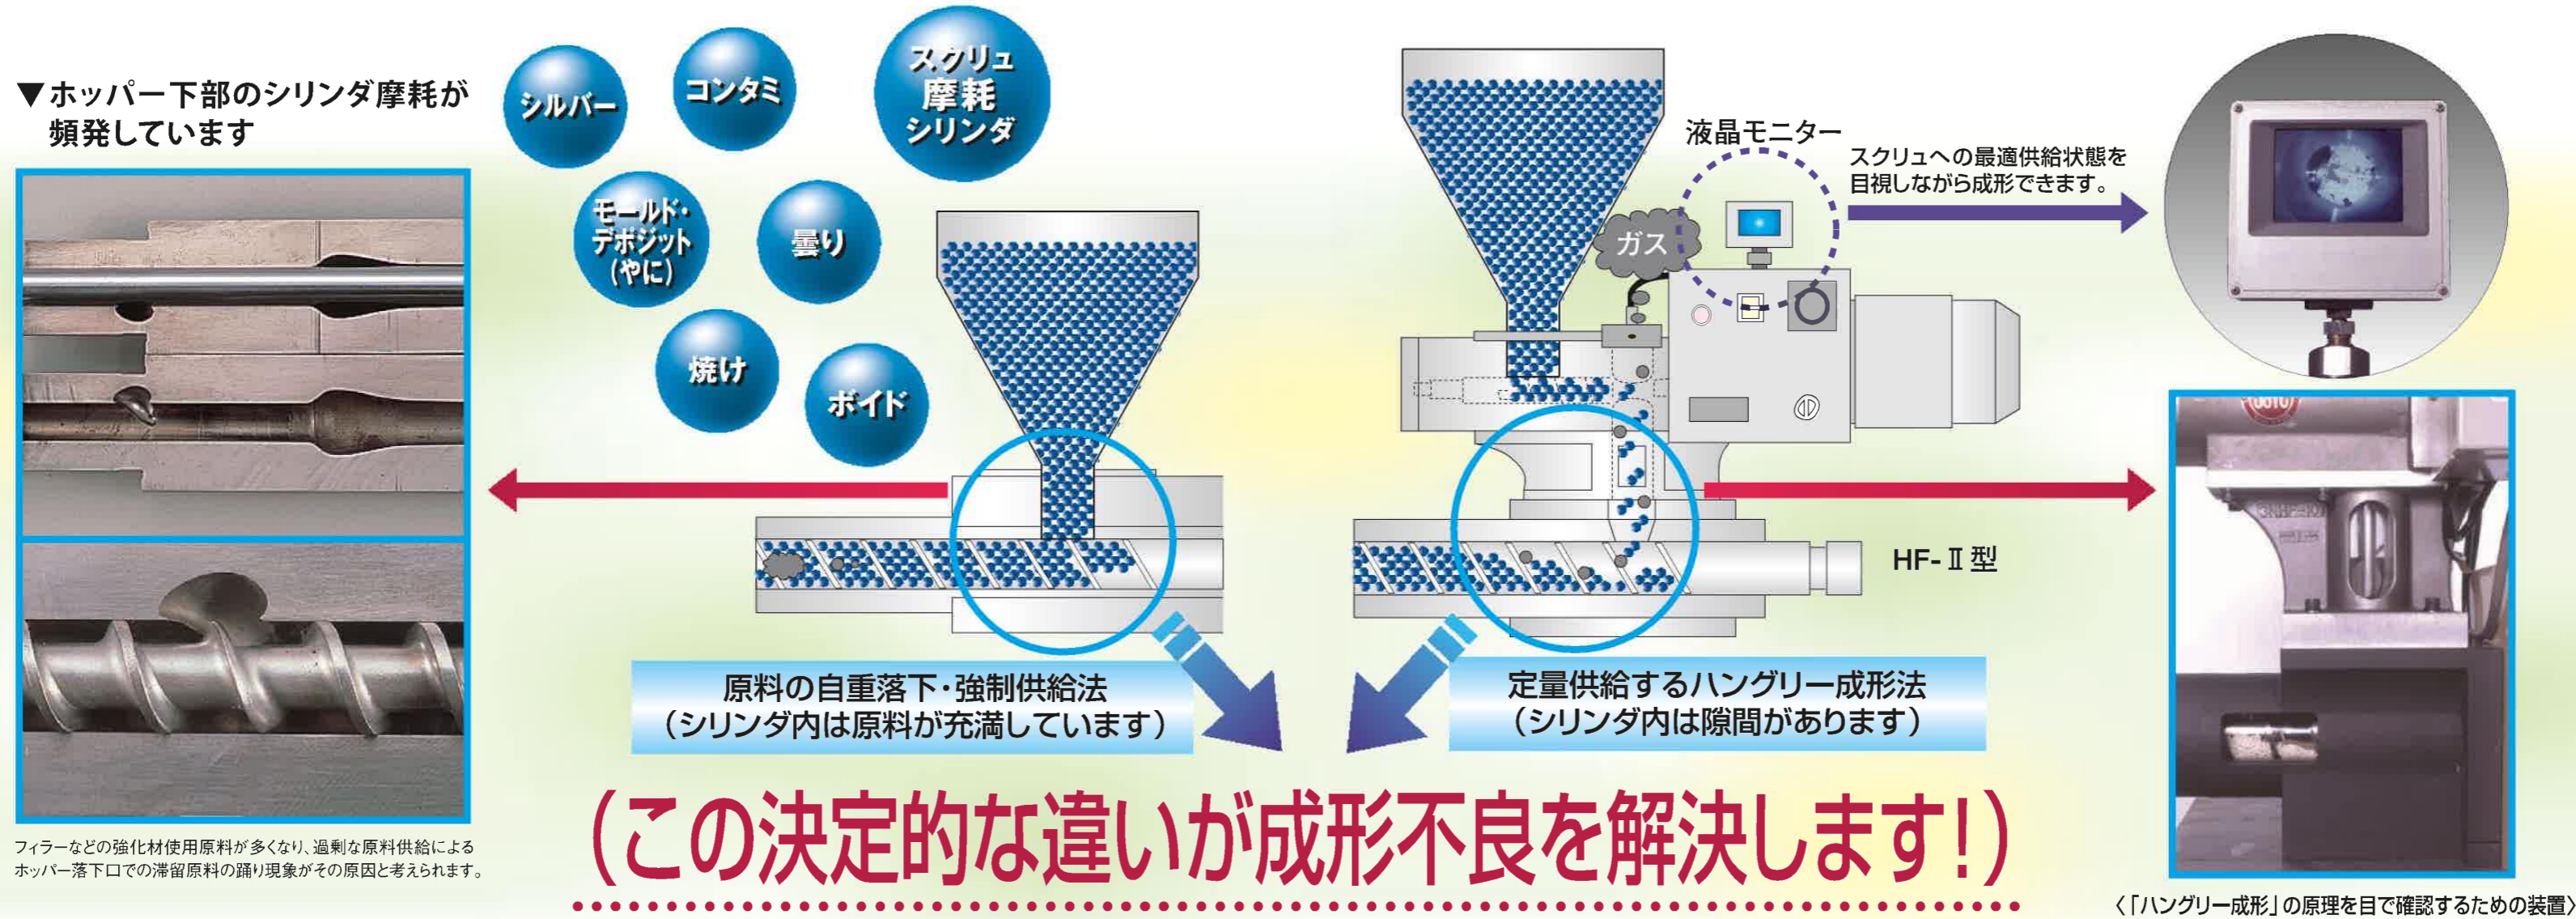 ▼ホッパー下部のシリンダ摩耗が
頻発しています
シルバー
コンタミ
スクリュ
摩耗
シリンダ
モールド・
デポジット
(やに)
曇り
焼け
ボイド
ガス
液晶モニター
スクリュへの最適供給状態を
目視しながら成形できます。
HF-Ⅱ型
原料の自重落下・強制供給法
(シリンダ内は原料が充満しています)
定量供給するハングリー成形法
(シリンダ内は隙間があります)
(この決定的な違いが成形不良を解決します!)
フィラーなどの強化材使用原料が多くなり、過剰な原料供給による
ホッパー落下口での滞留原料の踊り現象がその原因と考えられます。
〈「ハングリー成形」の原理を目で確認するための装置〉